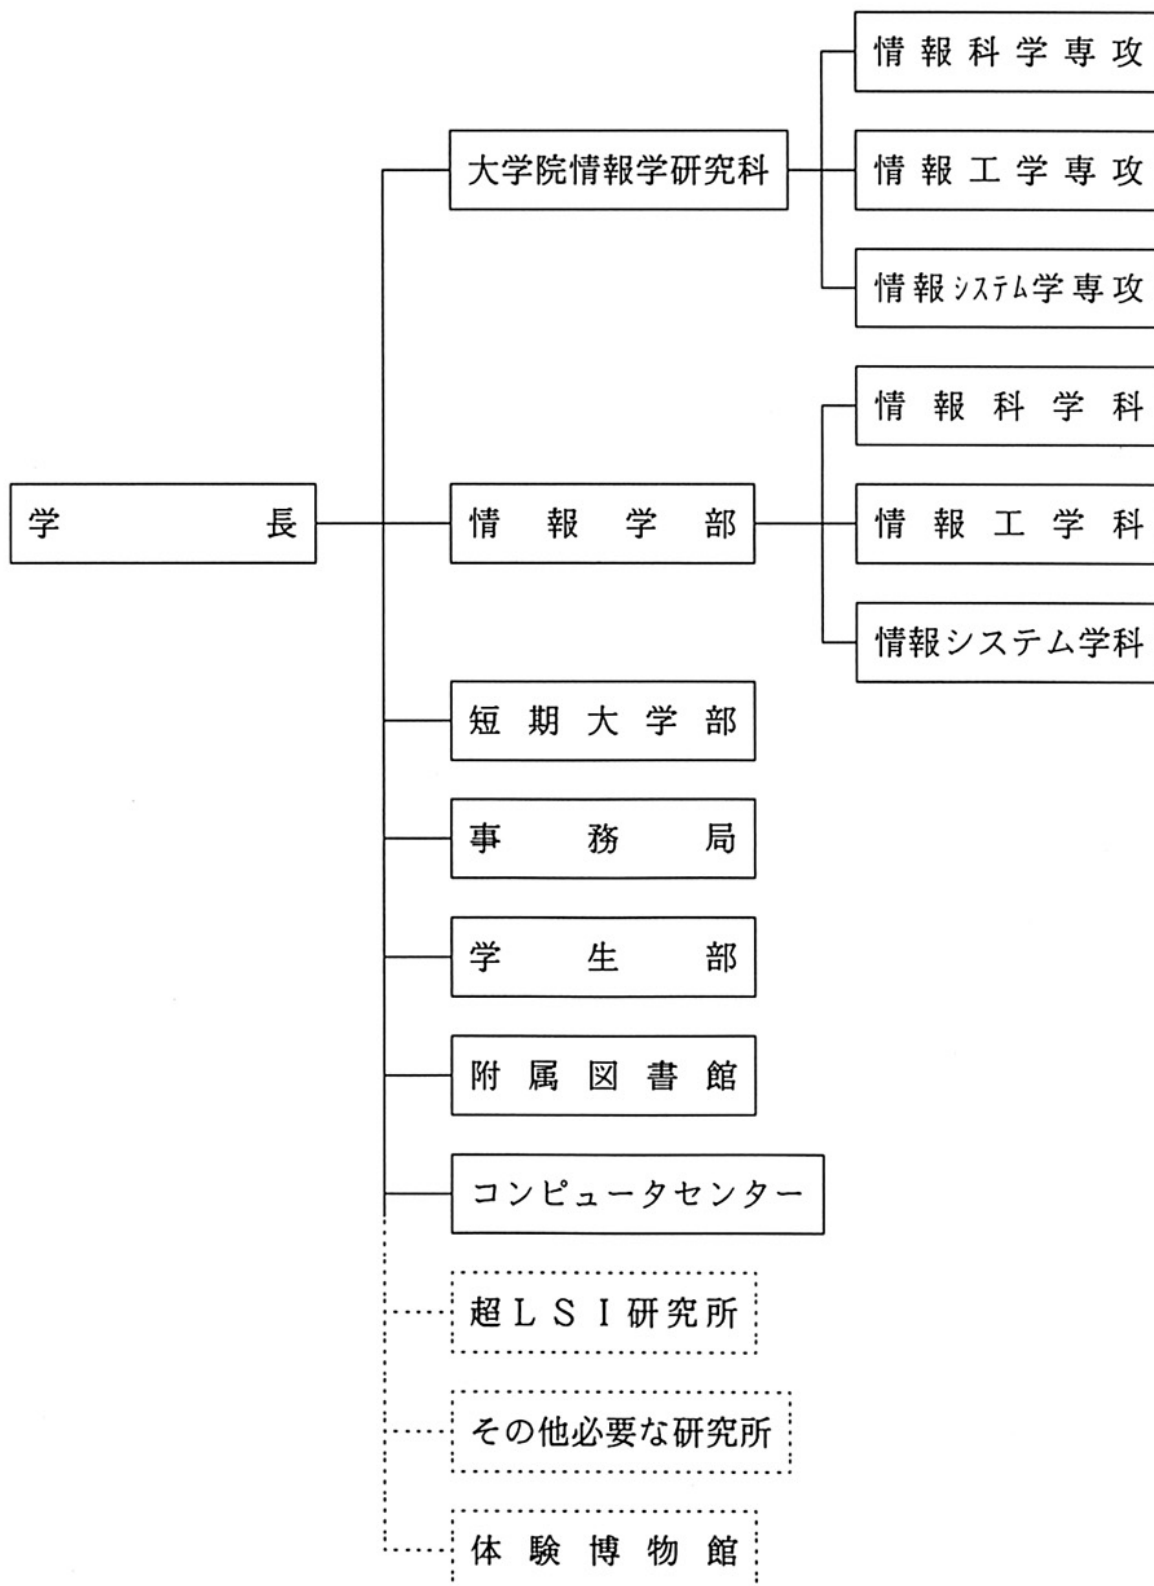 学長
大学院情報学研究科
情報科学専攻
情報工学専攻
情報ｼｽﾃﾑ学専攻
情報学部
情報科学科
情報工学科
情報システム学科
短期大学部
事務局
学生部
附属図書館
コンピュータセンター
超ＬＳＩ研究所
その他必要な研究所
体験博物館